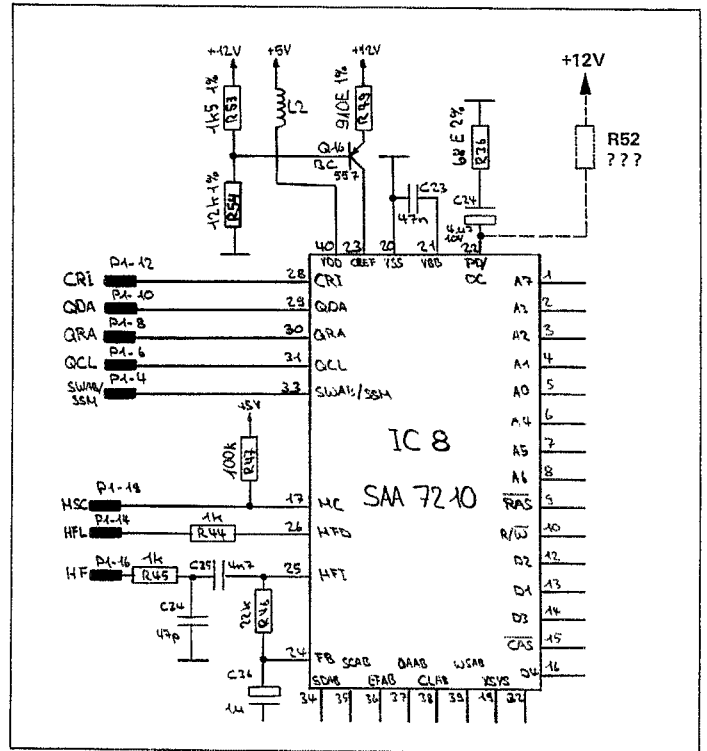 +12V
+5V
+12V
+12V
1k5 1%
R53
L2
910E 1%
R49
68E 2%
R36
R52
???
Q16
BC
557
12k 1%
R54
C23
47n
C24
10V
40
23
20
21
22
VDD
CREF
VSS
VBB
PD/
OC
CRI
P1-12
28
CRI
A7
1
QDA
P1-10
29
QDA
A3
2
QRA
P1-8
30
QRA
A2
3
QCL
P1-6
31
QCL
A1
4
SWAB/
SSM
P1-4
33
SWAB/SSM
A0
5
A4
6
+5V
IC 8
A5
7
100k
R47
A6
8
MSC
P1-18
17
MC
SAA 7210
RAS
9
HFL
P1-14
1k
R44
26
HFD
R/W
10
HF
P1-16
1k
R45
C25
4n7
25
HFI
D2
12
D1
13
22k
R46
D3
14
C24
47p
CAS
15
24
FB
SCAB
DAAB
WSAB
D4
16
C36
1u
SDAB
EFAB
CLAB
XSYS
34
35
36
37
38
39
19
32